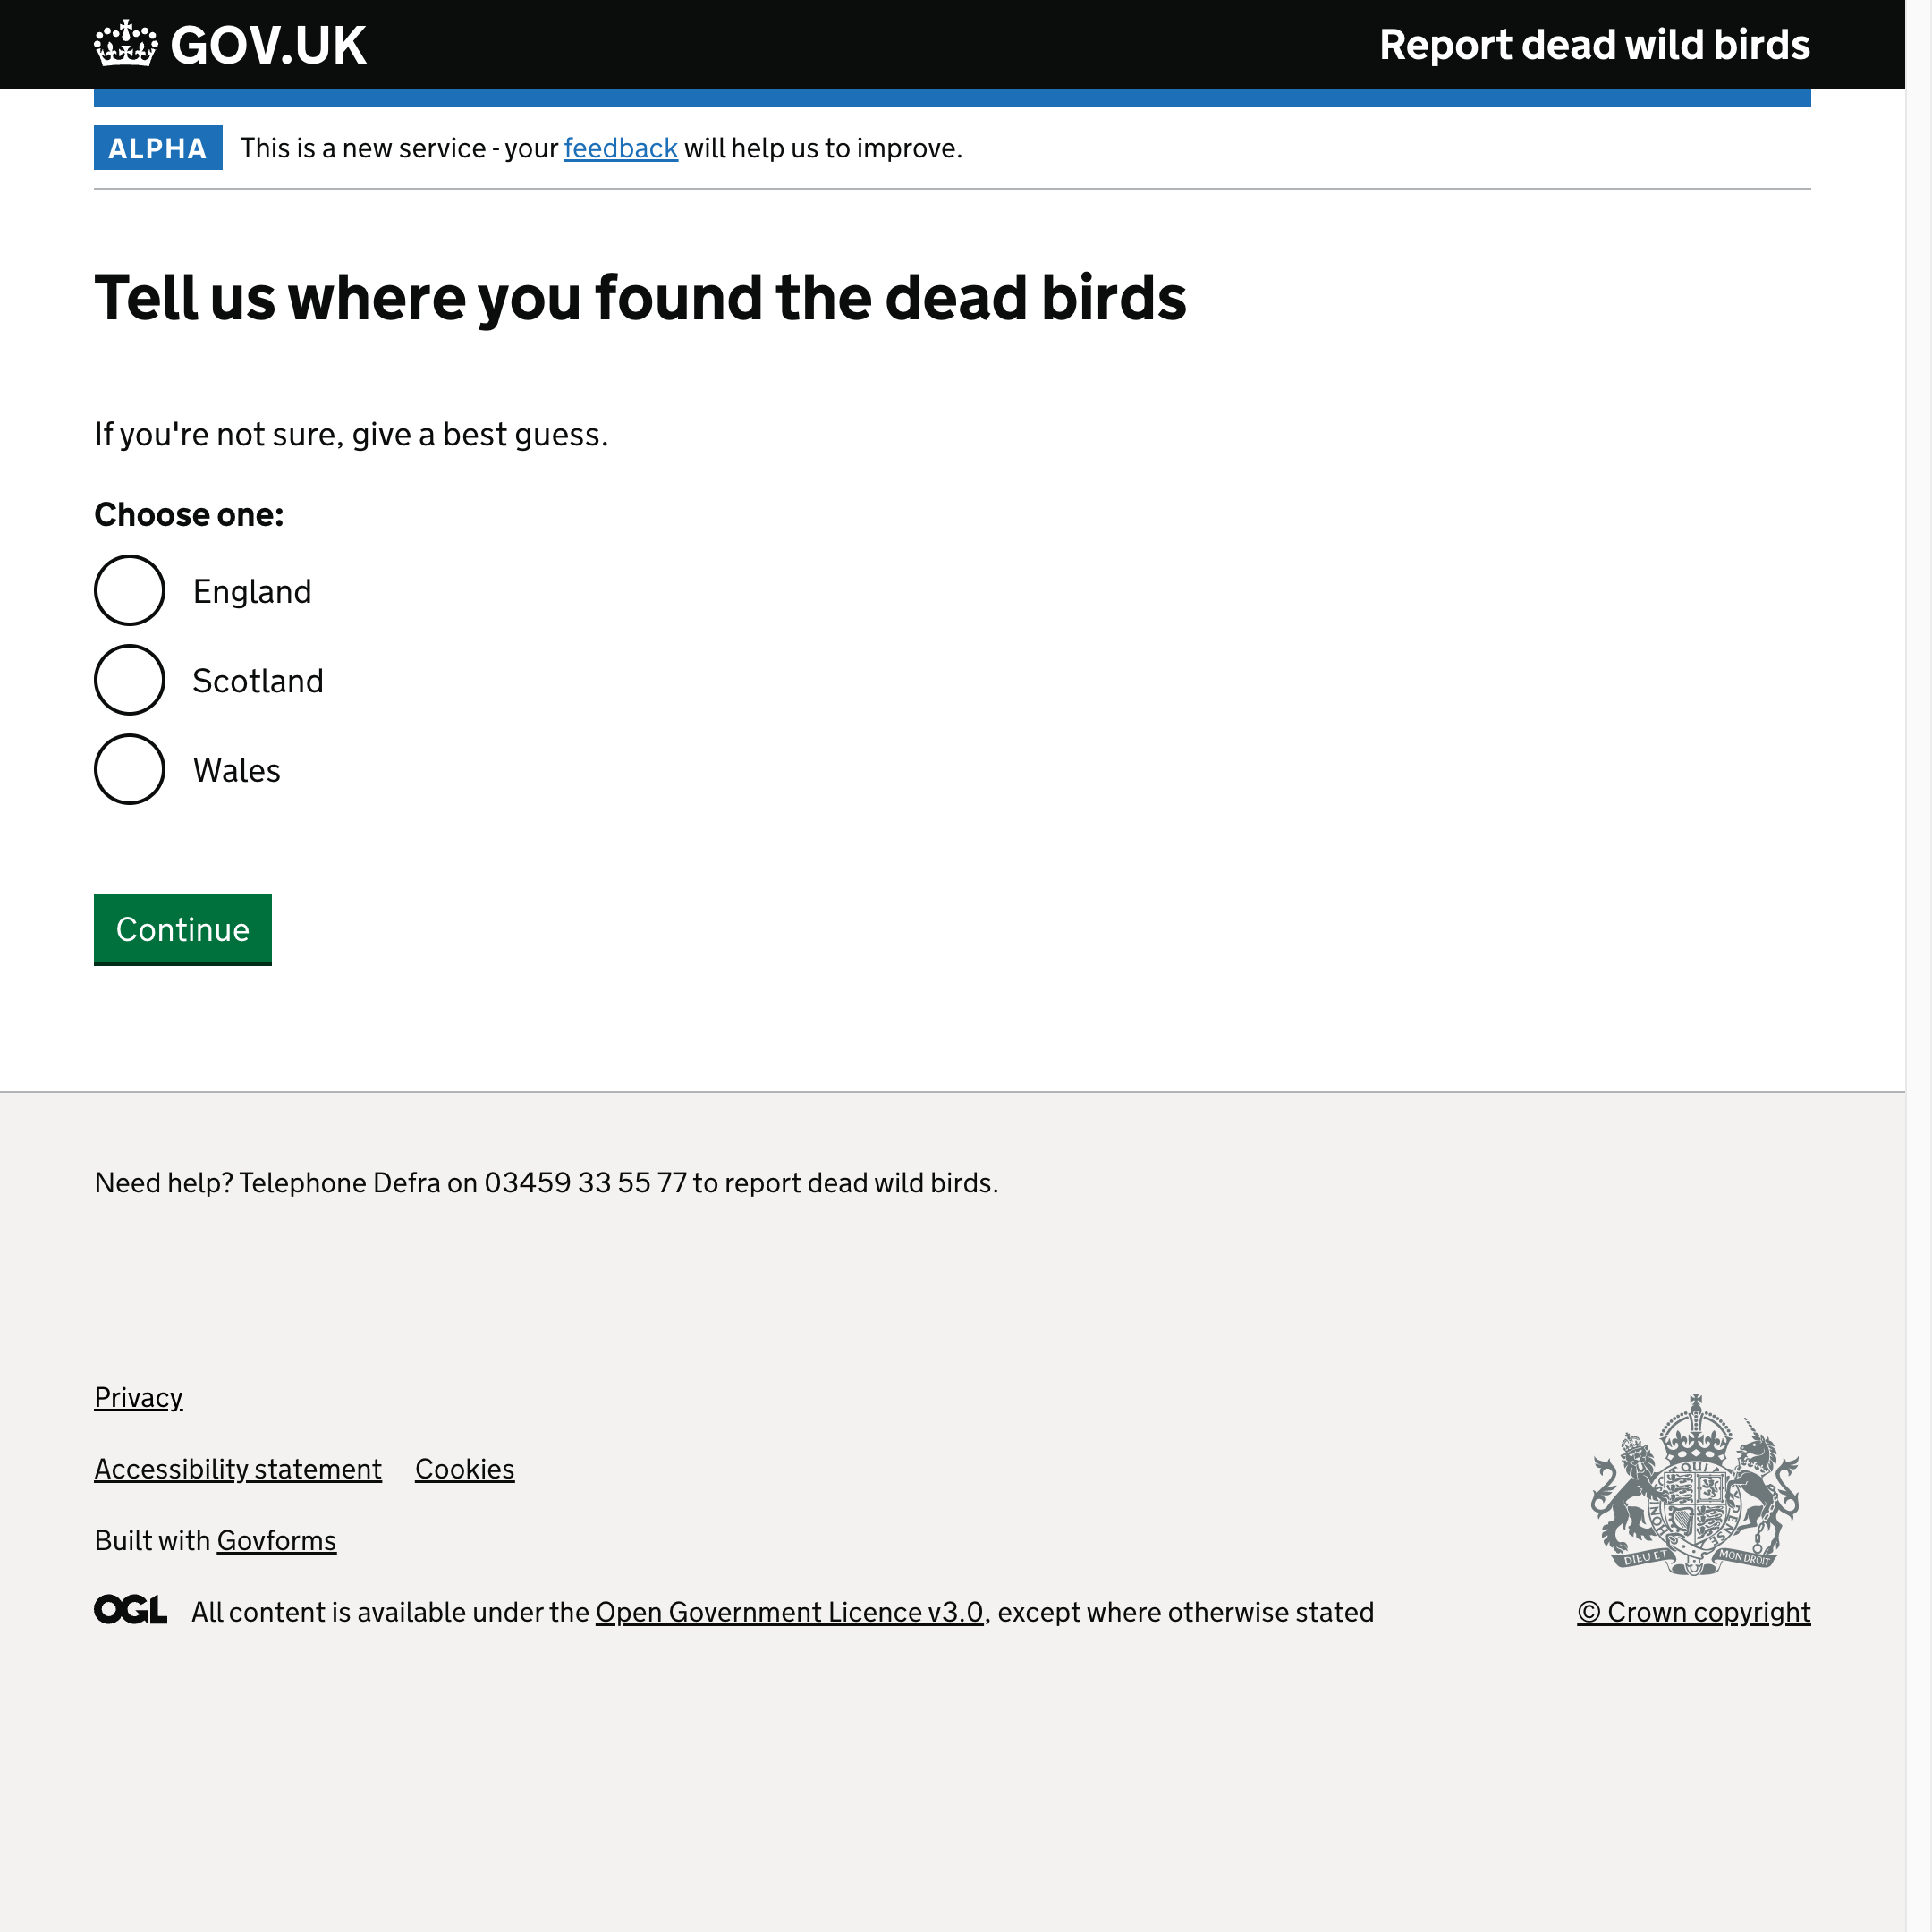 GOV.UK
Report dead wild birds
ALPHA This is a new service - your feedback will help us to improve.
Tell us where you found the dead birds
If you're not sure, give a best guess.
Choose one:
England
Scotland
Wales
Continue
Need help? Telephone Defra on 03459 33 55 77 to report dead wild birds.
Privacy
Accessibility statement Cookies
Built with Govforms
DIEU ET MON DROIT
OGL All content is available under the Open Government Licence v3.0, except where otherwise stated
© Crown copyright